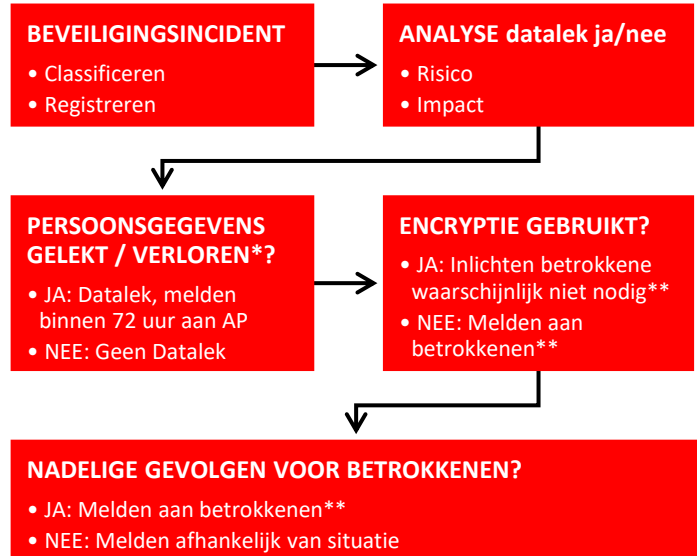 BEVEILIGINGSINCIDENT
• Classificeren
• Registreren
ANALYSE datalek ja/nee
• Risico
• Impact
PERSOONSGEGEVENS
GELEKT / VERLOREN*?
• JA: Datalek, melden
binnen 72 uur aan AP
• NEE: Geen Datalek
ENCRYPTIE GEBRUIKT?
• JA: Inlichten betrokkene
waarschijnlijk niet nodig**
• NEE: Melden aan
betrokkenen**
NADELIGE GEVOLGEN VOOR BETROKKENEN?
• JA: Melden aan betrokkenen**
• NEE: Melden afhankelijk van situatie